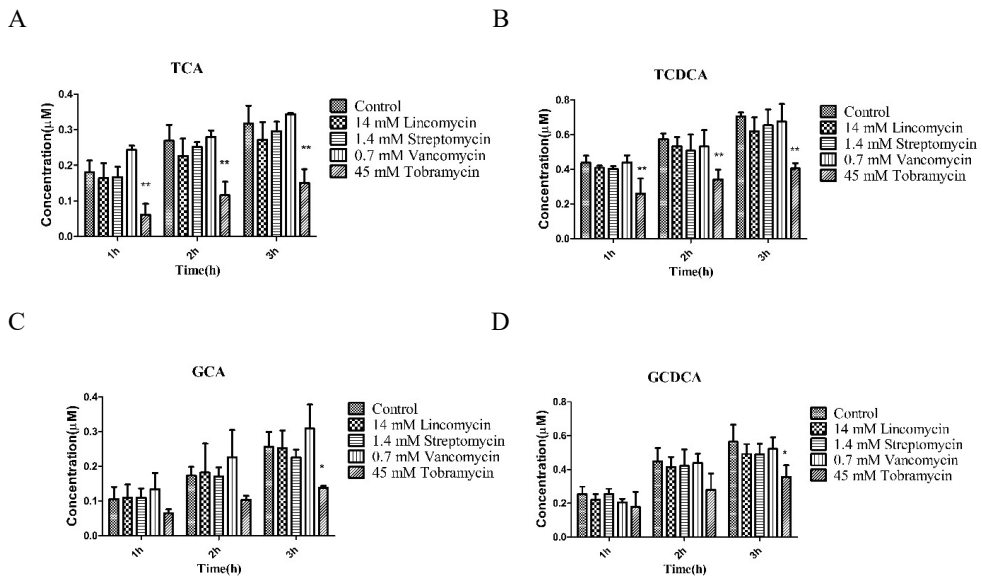 A
TCA
Concentration(μM)
0.4
0.3
0.2
0.1
0.0
1h
2h
3h
Time(h)
**
**
**
Control
14 mM Lincomycin
1.4 mM Streptomycin
0.7 mM Vancomycin
45 mM Tobramycin
B
TCDCA
Concentration(μM)
0.8
0.6
0.4
0.2
0.0
1h
2h
3h
Time(h)
**
**
**
Control
14 mM Lincomycin
1.4 mM Streptomycin
0.7 mM Vancomycin
45 mM Tobramycin
C
GCA
Concentration(μM)
0.4
0.3
0.2
0.1
0.0
1h
2h
3h
Time(h)
*
Control
14 mM Lincomycin
1.4 mM Streptomycin
0.7 mM Vancomycin
45 mM Tobramycin
D
GCDCA
Concentration(μM)
0.8
0.6
0.4
0.2
0.0
1h
2h
3h
Time(h)
*
Control
14 mM Lincomycin
1.4 mM Streptomycin
0.7 mM Vancomycin
45 mM Tobramycin